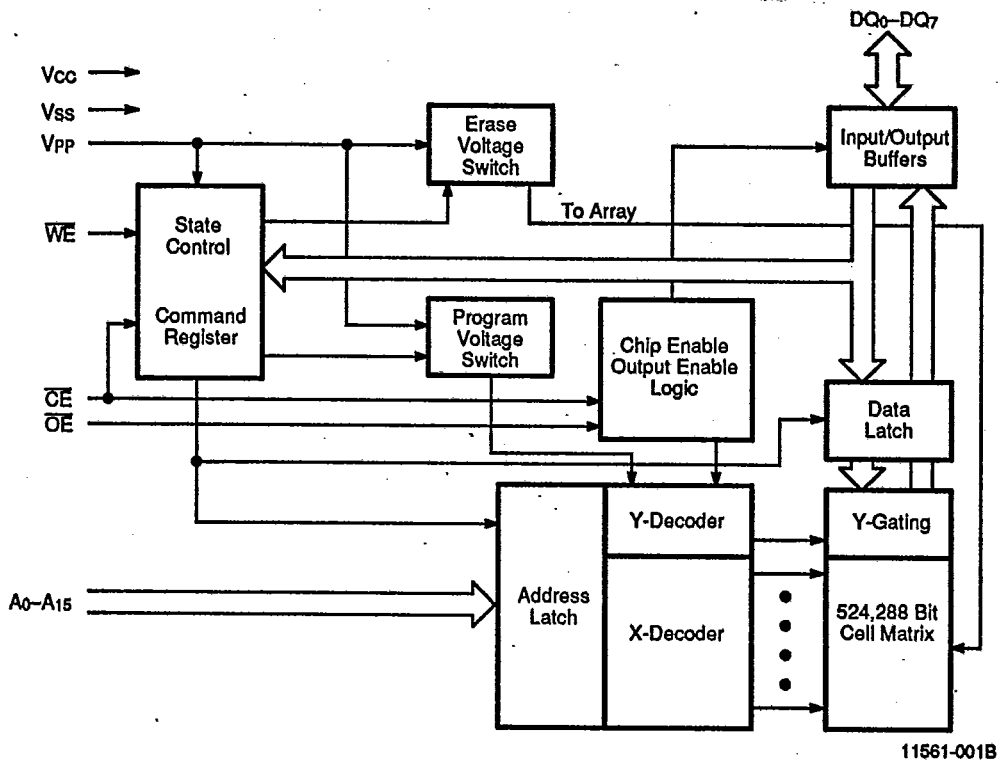 DQ0–DQ7
VCC
VSS
VPP
Erase
Voltage
Switch
Input/Output
Buffers
To Array
WE
State
Control
Command
Register
Program
Voltage
Switch
Chip Enable
Output Enable
Logic
CE
OE
Data
Latch
Y-Decoder
Y-Gating
A0–A15
Address
Latch
X-Decoder
524,288 Bit
Cell Matrix
11561-001B